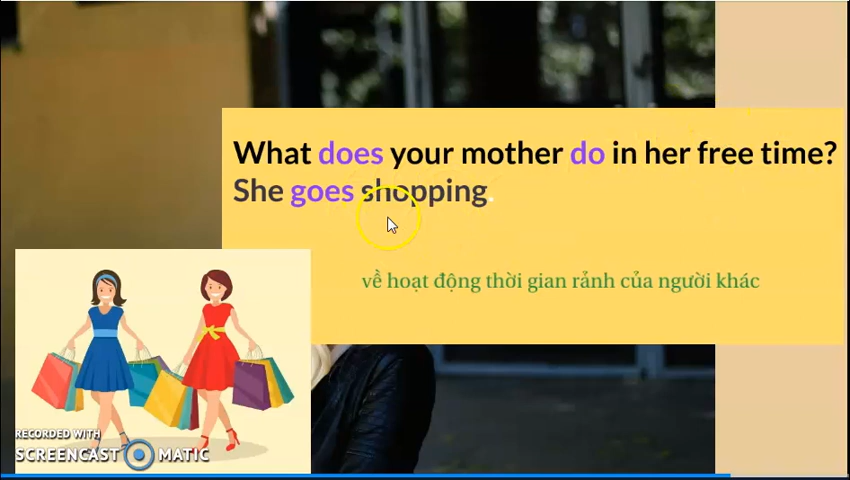 What does your mother do in her free time?
She goes shopping.
về hoạt động thời gian rảnh của người khác
RECORDED WITH
SCREENCAST MATIC